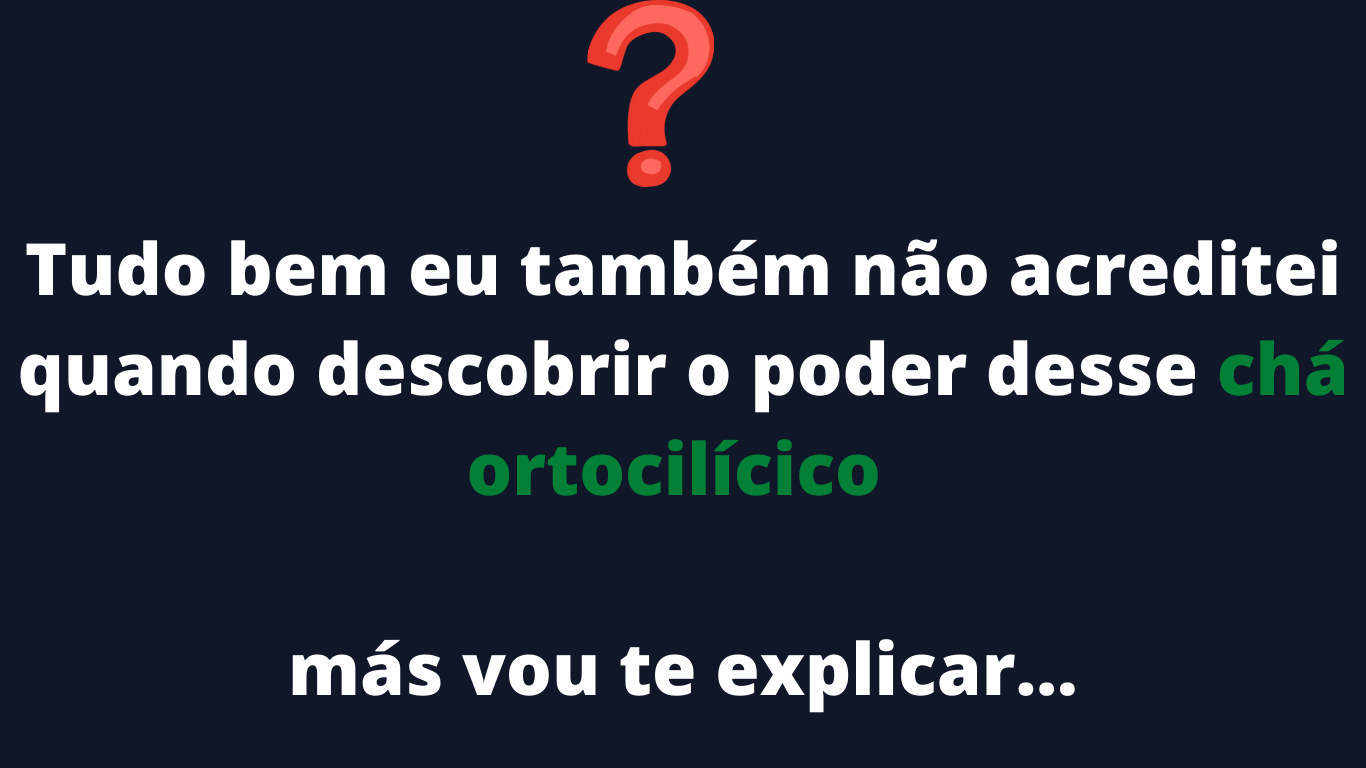 Tudo bem eu também não acreditei
quando descobrir o poder desse chá
ortocilícico
más vou te explicar...